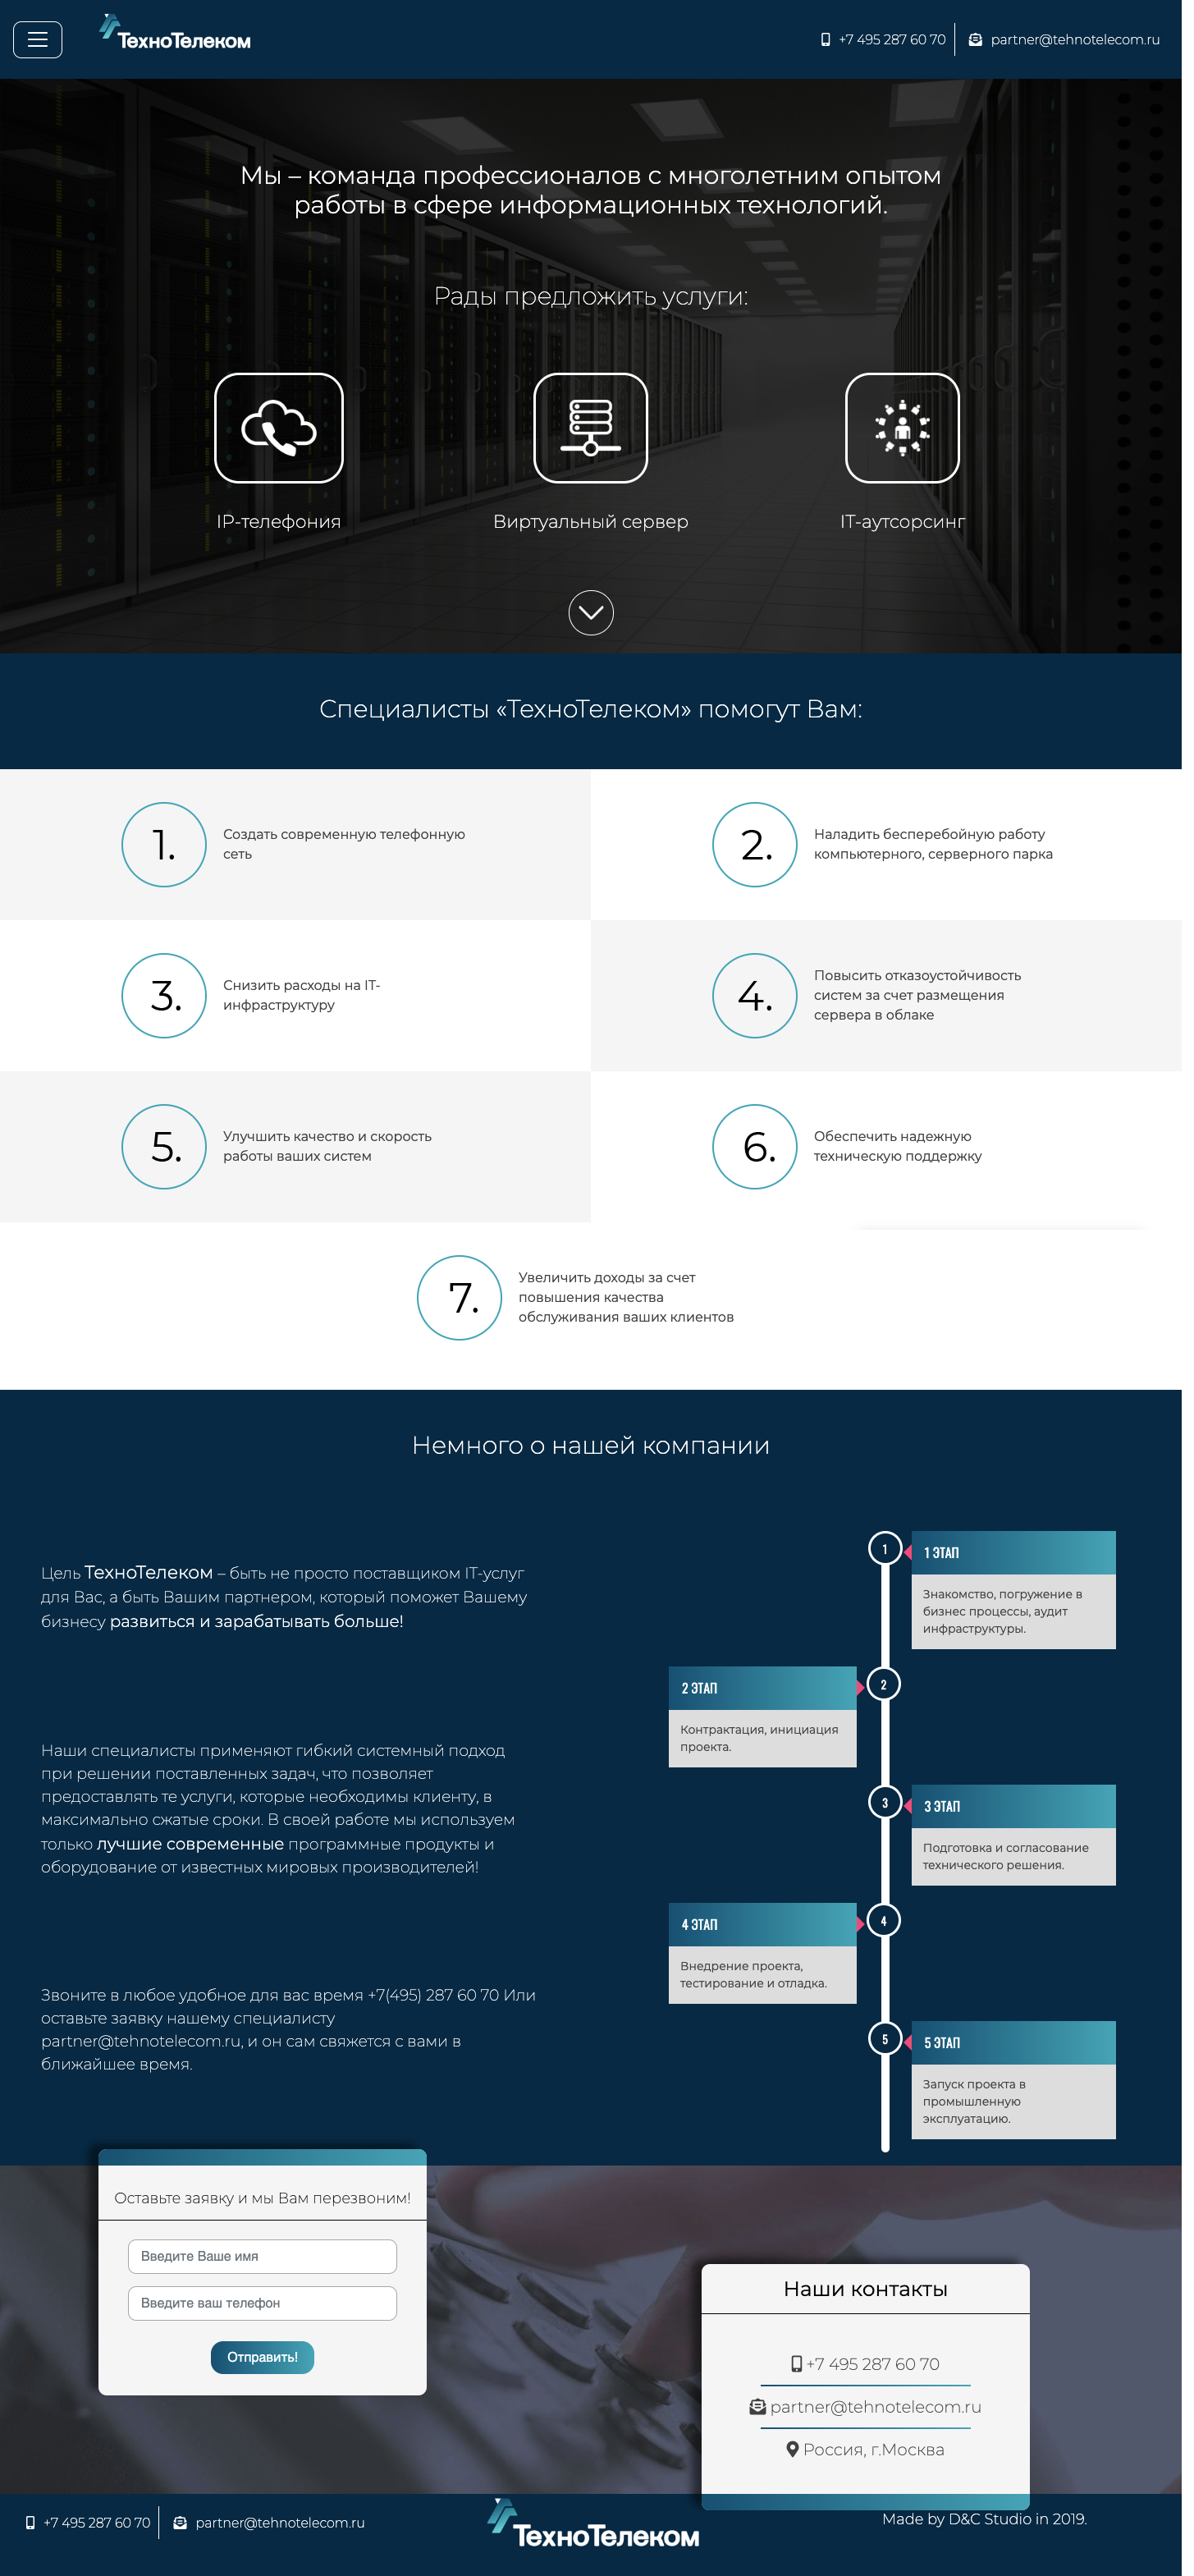 ТехноТелеком
+7 495 287 60 70
partner@tehnotelecom.ru
Мы – команда профессионалов с многолетним опытом
работы в сфере информационных технологий.
Рады предложить услуги:
IP-телефония
Виртуальный сервер
IT-аутсорсинг
Специалисты «ТехноТелеком» помогут Вам:
1.
Создать современную телефонную
сеть
2.
Наладить бесперебойную работу
компьютерного, серверного парка
3.
Снизить расходы на IT-
инфраструктуру
4.
Повысить отказоустойчивость
систем за счет размещения
сервера в облаке
5.
Улучшить качество и скорость
работы ваших систем
6.
Обеспечить надежную
техническую поддержку
7.
Увеличить доходы за счет
повышения качества
обслуживания ваших клиентов
Немного о нашей компании
Цель ТехноТелеком – быть не просто поставщиком IT-услуг
для Вас, а быть Вашим партнером, который поможет Вашему
бизнесу развиться и зарабатывать больше!
Наши специалисты применяют гибкий системный подход
при решении поставленных задач, что позволяет
предоставлять те услуги, которые необходимы клиенту, в
максимально сжатые сроки. В своей работе мы используем
только лучшие современные программные продукты и
оборудование от известных мировых производителей!
Звоните в любое удобное для вас время +7(495) 287 60 70 Или
оставьте заявку нашему специалисту
partner@tehnotelecom.ru, и он сам свяжется с вами в
ближайшее время.
1
1 ЭТАП
Знакомство, погружение в
бизнес процессы, аудит
инфраструктуры.
2 ЭТАП
2
Контрактация, инициация
проекта.
3
3 ЭТАП
Подготовка и согласование
технического решения.
4 ЭТАП
4
Внедрение проекта,
тестирование и отладка.
5
5 ЭТАП
Запуск проекта в
промышленную
эксплуатацию.
Оставьте заявку и мы Вам перезвоним!
Введите Ваше имя
Введите ваш телефон
Отправить!
Наши контакты
+7 495 287 60 70
partner@tehnotelecom.ru
Россия, г.Москва
+7 495 287 60 70
partner@tehnotelecom.ru
ТехноТелеком
Made by D&C Studio in 2019.